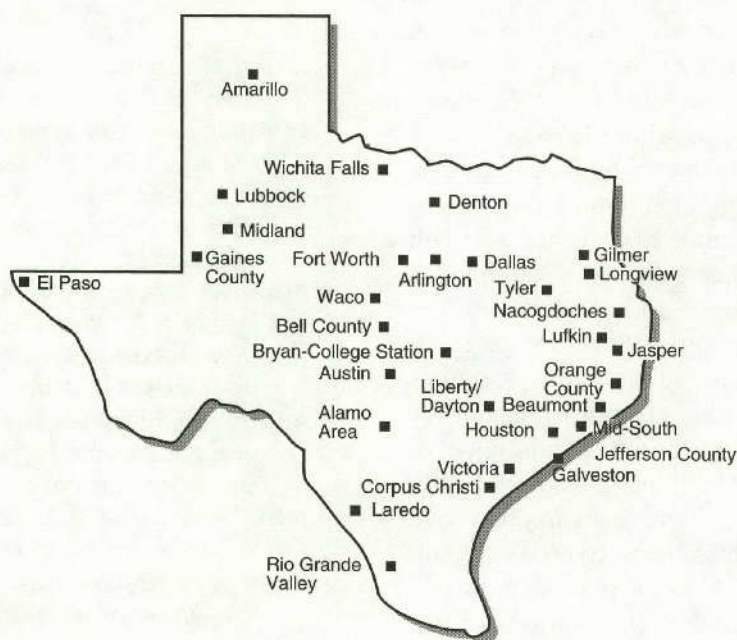 Amarillo
Wichita Falls
Lubbock
Denton
Midland
Gaines
County
Fort Worth
Arlington
Dallas
Gilmer
Longview
El Paso
Tyler
Waco
Nacogdoches
Bell County
Lufkin
Bryan-College Station
Jasper
Austin
Orange
County
Liberty/
Dayton
Beaumont
Alamo
Area
Houston
Mid-South
Jefferson County
Galveston
Victoria
Corpus Christi
Laredo
Rio Grande
Valley